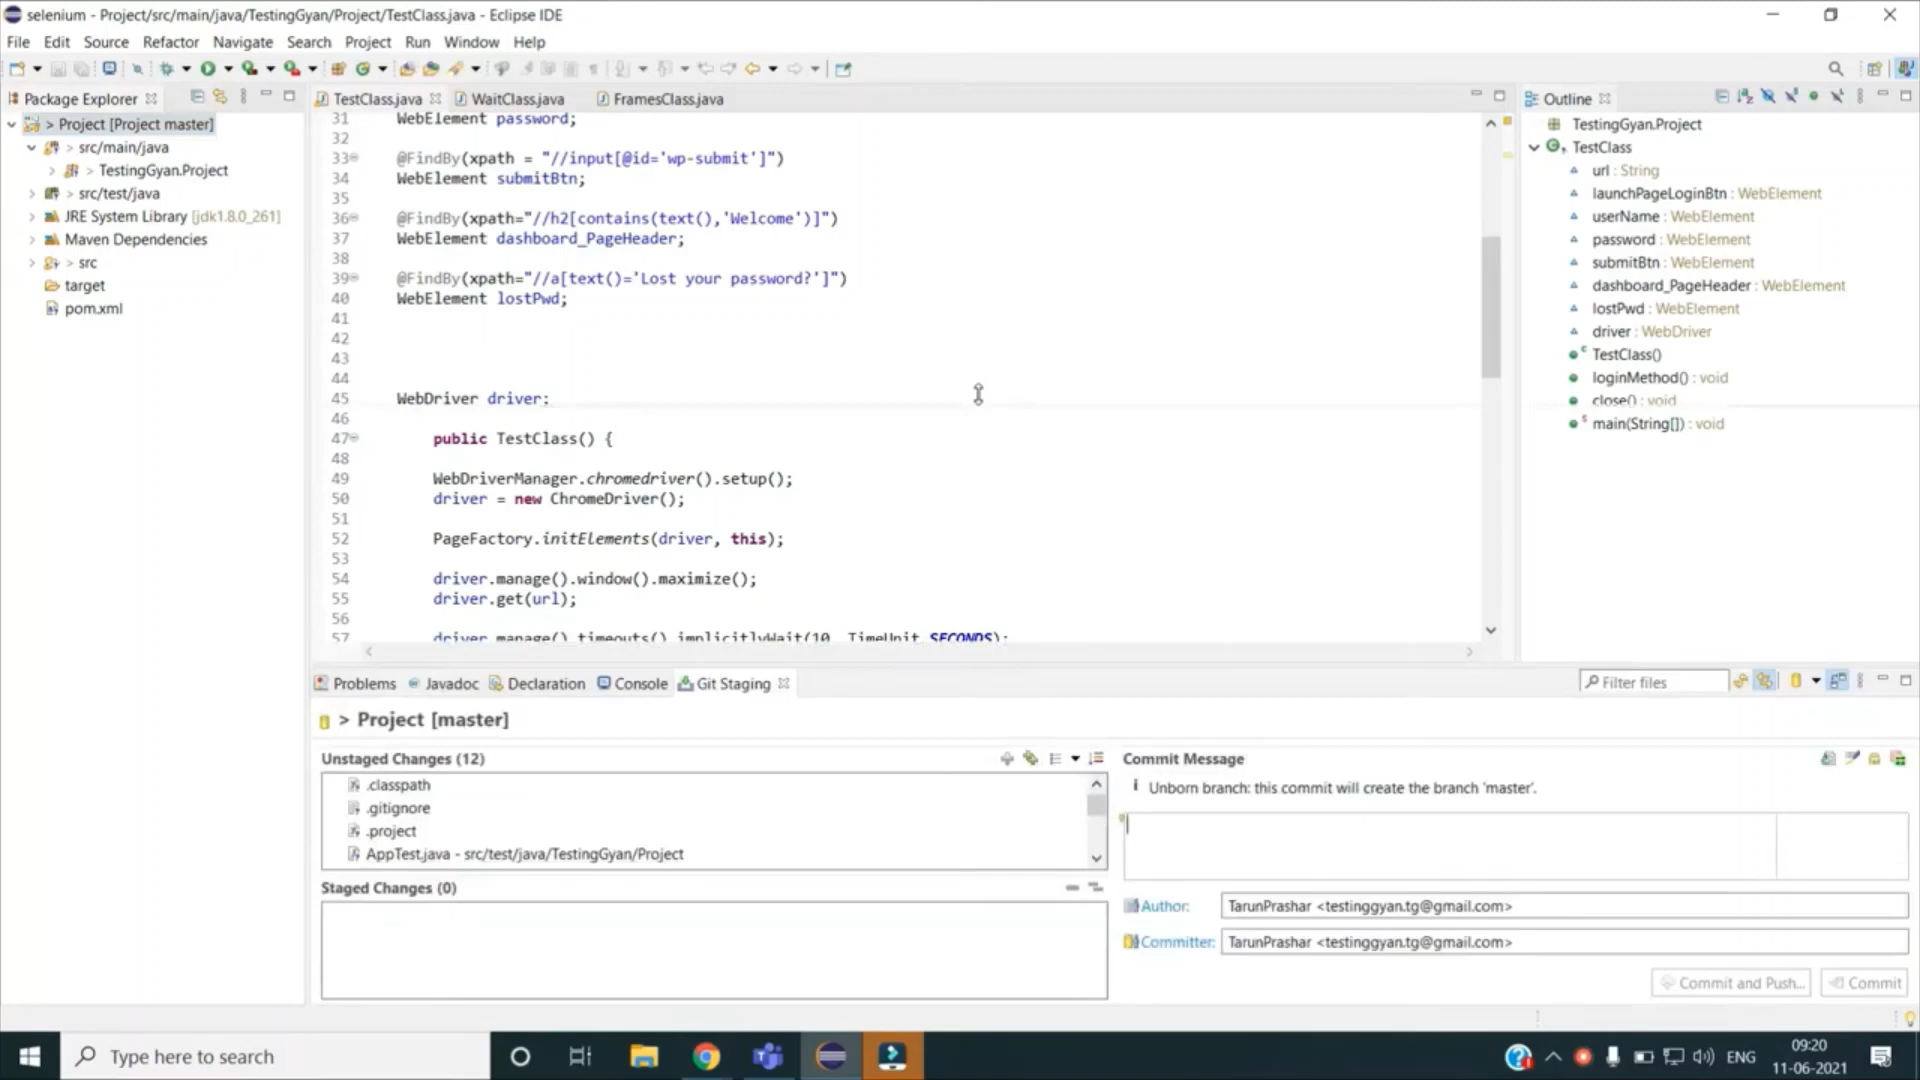 selenium - Project/src/main/java/TestingGyan/Project/TestClass.java - Eclipse IDE
File Edit Source Refactor Navigate Search Project Run Window Help
Package Explorer
> Project [Project master]
> src/main/java
> TestingGyan.Project
> src/test/java
JRE System Library [jdk1.8.0_261]
Maven Dependencies
> src
target
pom.xml
TestClass.java WaitClass.java FramesClass.java
31 WebElement password;
32
33 @FindBy(xpath = "//input[@id='wp-submit']")
34 WebElement submitBtn;
35
36 @FindBy(xpath="//h2[contains(text(),'Welcome')]")
37 WebElement dashboard_PageHeader;
38
39 @FindBy(xpath="//a[text()='Lost your password?']")
40 WebElement lostPwd;
41
42
43
44
45 WebDriver driver;
46
47 public TestClass() {
48
49 WebDriverManager.chromedriver().setup();
50 driver = new ChromeDriver();
51
52 PageFactory.initElements(driver, this);
53
54 driver.manage().window().maximize();
55 driver.get(url);
56
57 driver.manage().timeouts().implicitlyWait(10, TimeUnit.SECONDS);
Outline
TestingGyan.Project
TestClass
url : String
launchPageLoginBtn : WebElement
userName : WebElement
password : WebElement
submitBtn : WebElement
dashboard_PageHeader : WebElement
lostPwd : WebElement
driver : WebDriver
TestClass()
loginMethod() : void
close() : void
main(String[]) : void
Problems Javadoc Declaration Console Git Staging
Filter files
> Project [master]
Unstaged Changes (12)
.classpath
.gitignore
.project
AppTest.java - src/test/java/TestingGyan/Project
Staged Changes (0)
Commit Message
Unborn branch: this commit will create the branch 'master'.
Author: TarunPrashar <testinggyan.tg@gmail.com>
Committer: TarunPrashar <testinggyan.tg@gmail.com>
Commit and Push... Commit
Type here to search
ENG
09:20
11-06-2021